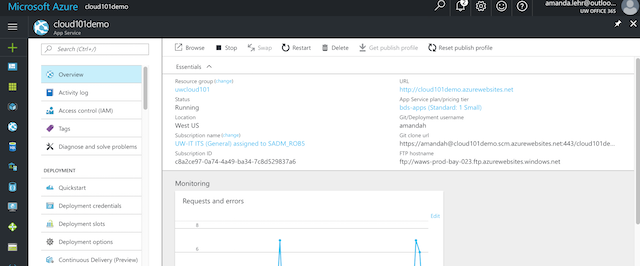 Microsoft Azure cloud101demo
2
amanda.lehr@outloo...
UW OFFICE 365
cloud101demo
App Service
Search (Ctrl+/)
Browse Stop Swap Restart Delete Get publish profile Reset publish profile
Overview
Activity log
Access control (IAM)
Tags
Diagnose and solve problems
DEPLOYMENT
Quickstart
Deployment credentials
Deployment slots
Deployment options
Continuous Delivery (Preview)
Essentials
Resource group (change)
uwcloud101
Status
Running
Location
West US
Subscription name (change)
UW-IT ITS (General) assigned to SADM_ROBS
Subscription ID
c8a2ce97-0a74-4a49-ba34-7c8d529837a6
URL
http://cloud101demo.azurewebsites.net
App Service plan/pricing tier
bds-apps (Standard: 1 Small)
Git/Deployment username
amandah
Git clone url
https://amandah@cloud101demo.scm.azurewebsites.net:443/cloud101de...
FTP hostname
ftp://waws-prod-bay-023.ftp.azurewebsites.windows.net
Monitoring
Requests and errors
Edit
8
6